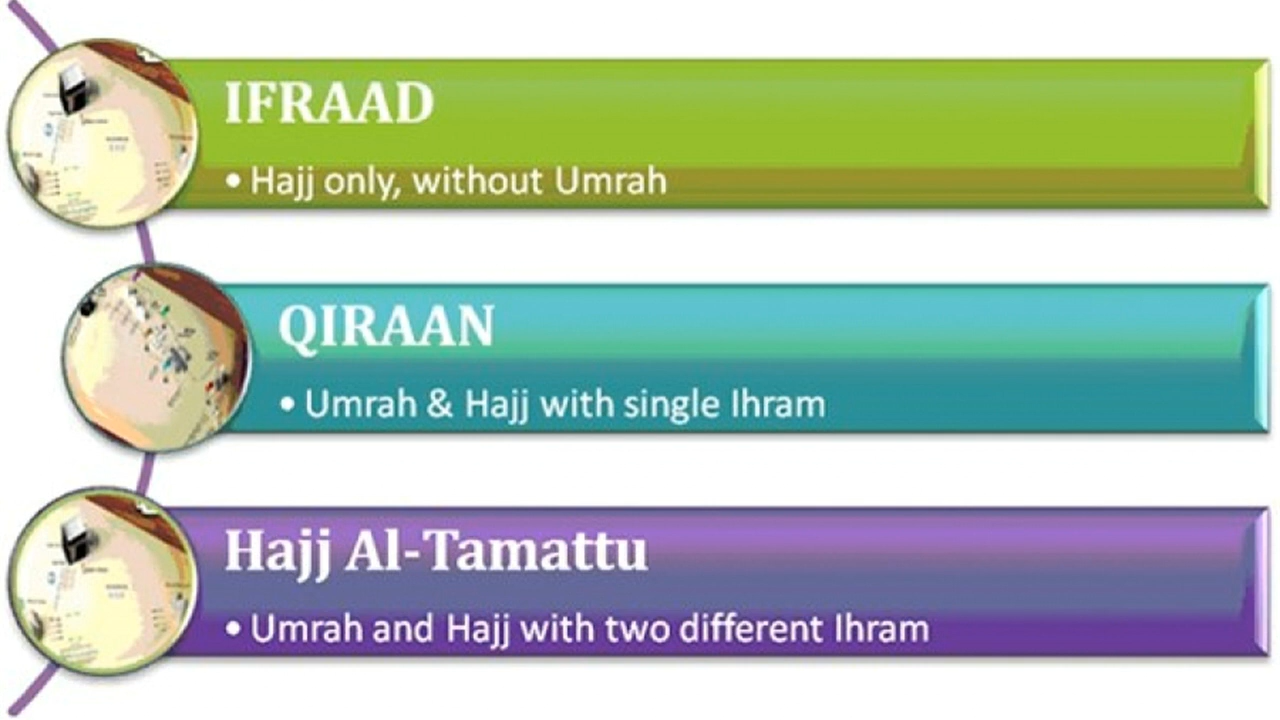 IFRAAD
• Hajj only, without Umrah
QIRAAN
• Umrah & Hajj with single Ihram
Hajj Al-Tamattu
• Umrah and Hajj with two different Ihram